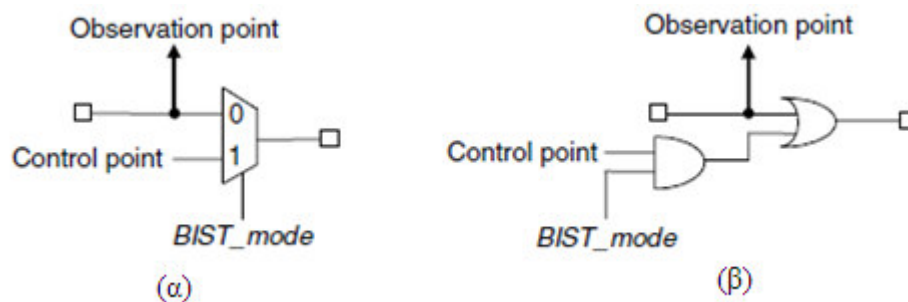 Observation point
0
Control point
1
BIST_mode
(α)
Observation point
Control point
BIST_mode
(β)